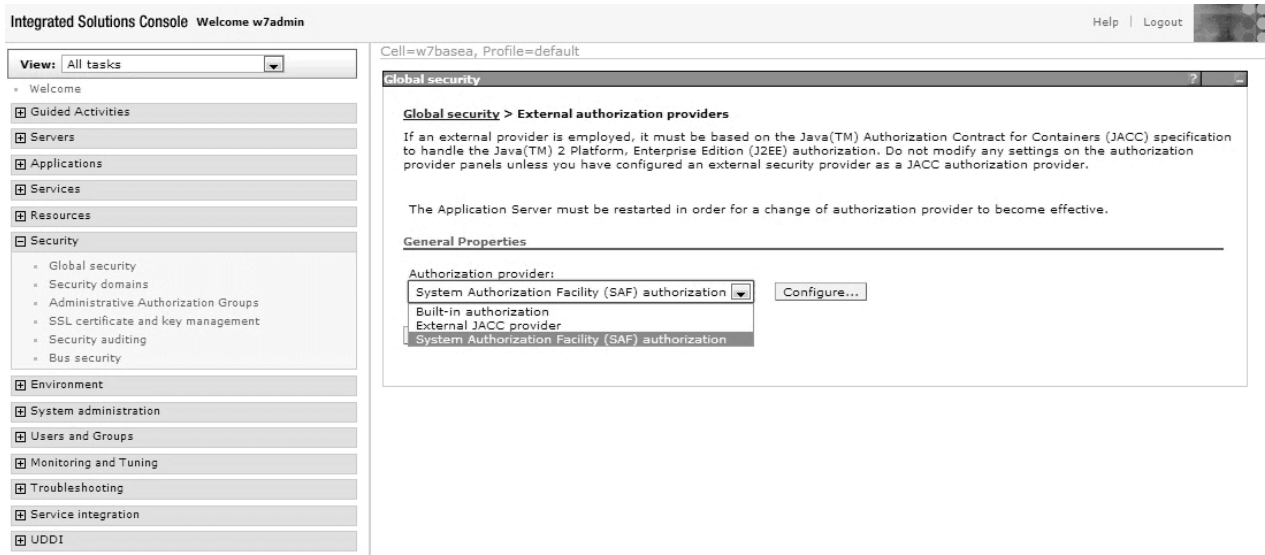 Integrated Solutions Console Welcome w7admin
Help | Logout
View: All tasks
Welcome
Guided Activities
Servers
Applications
Services
Resources
Security
Global security
Security domains
Administrative Authorization Groups
SSL certificate and key management
Security auditing
Bus security
Environment
System administration
Users and Groups
Monitoring and Tuning
Troubleshooting
Service integration
UDDI
Cell=w7basea, Profile=default
Global security
?
Global security > External authorization providers
If an external provider is employed, it must be based on the Java(TM) Authorization Contract for Containers (JACC) specification
to handle the Java(TM) 2 Platform, Enterprise Edition (J2EE) authorization. Do not modify any settings on the authorization
provider panels unless you have configured an external security provider as a JACC authorization provider.
The Application Server must be restarted in order for a change of authorization provider to become effective.
General Properties
Authorization provider:
System Authorization Facility (SAF) authorization
Configure...
Built-in authorization
External JACC provider
System Authorization Facility (SAF) authorization